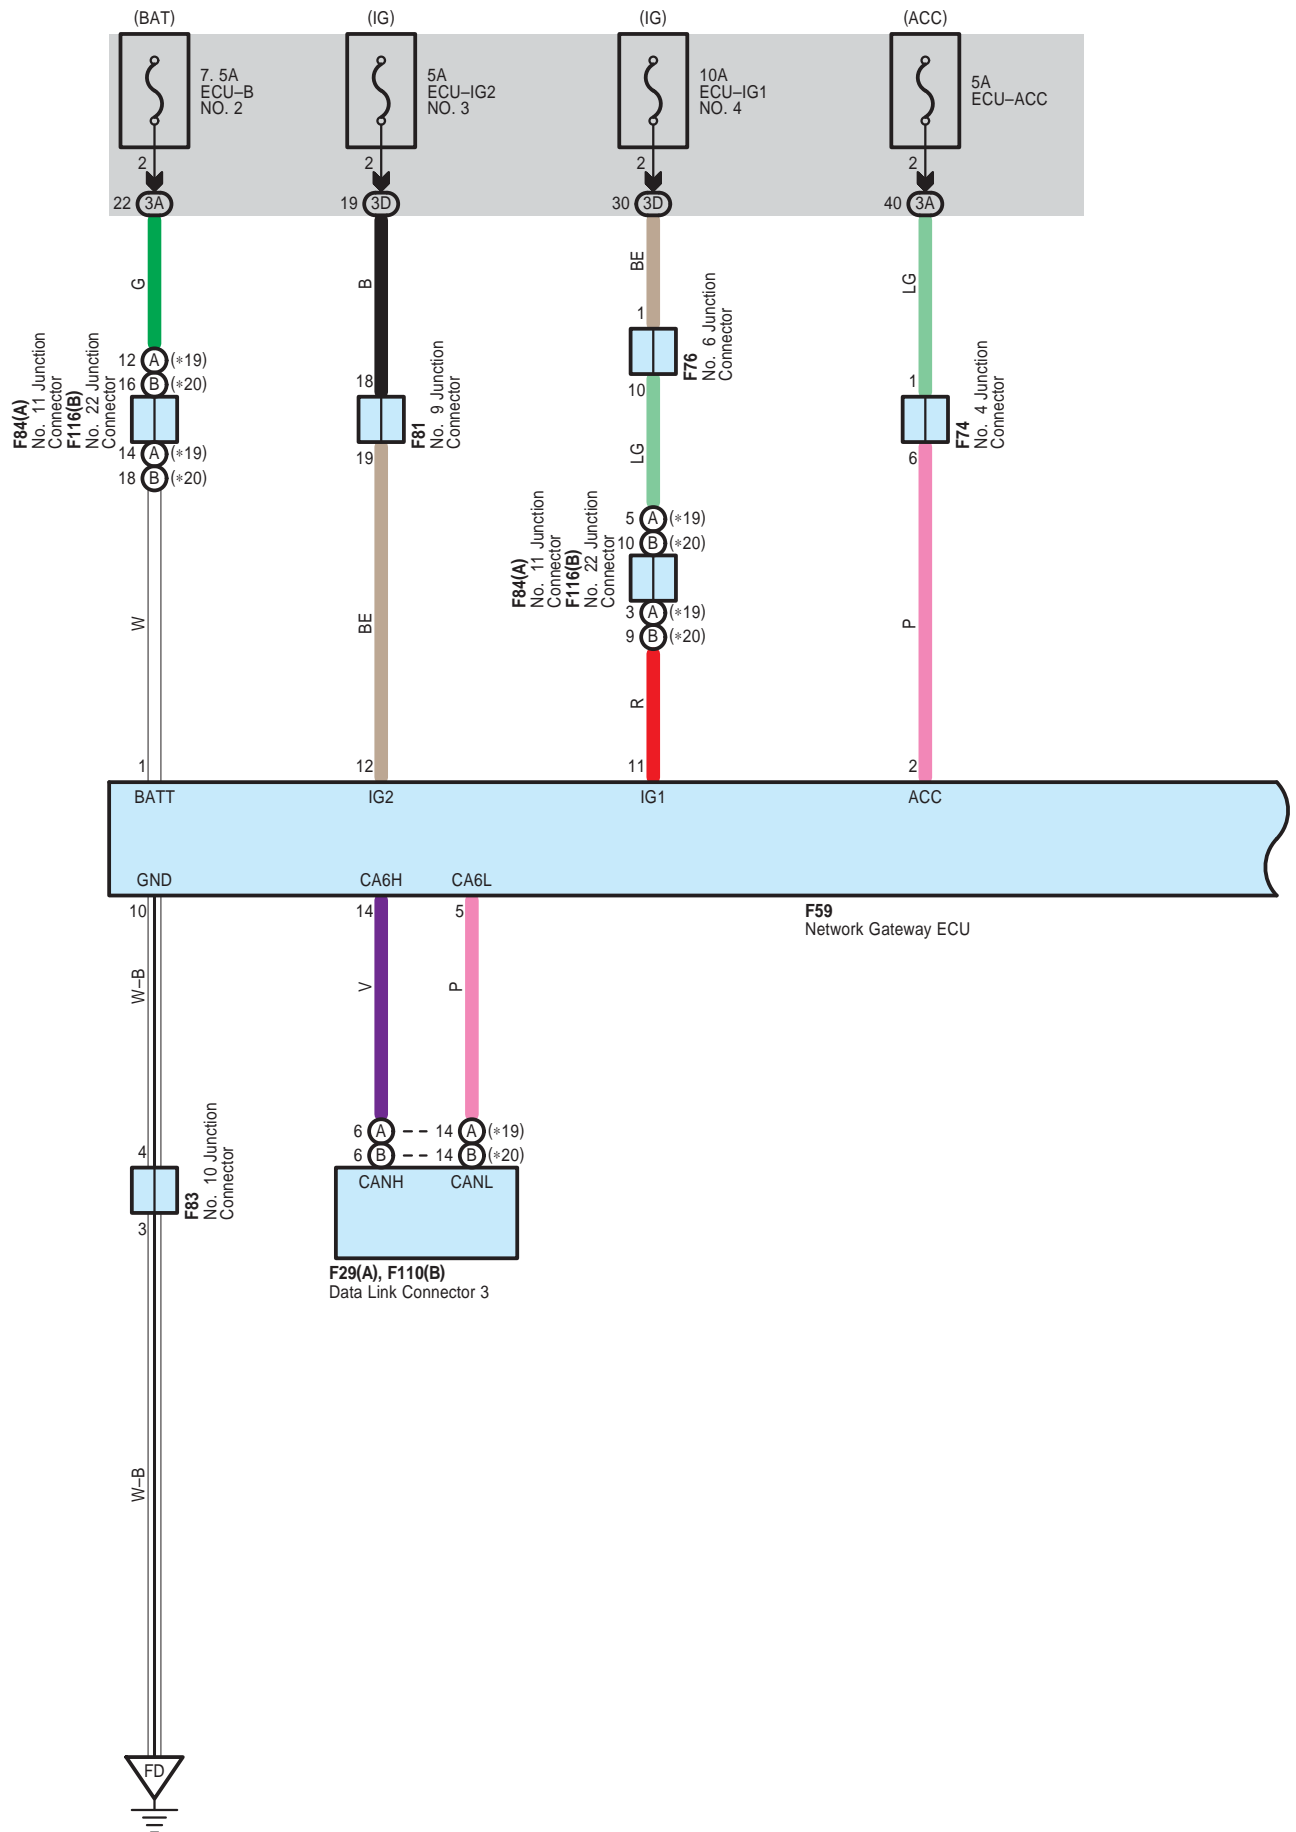 (BAT)
(IG)
(IG)
(ACC)
7. 5A
ECU–B
NO. 2
5A
ECU–IG2
NO. 3
10A
ECU–IG1
NO. 4
5A
ECU–ACC
2
2
2
2
22 3A
19 3D
30 3D
40 3A
G
B
BE
LG
1
F76
No. 6 Junction
Connector
10
12 A (*19)
16 B (*20)
F84(A)
No. 11 Junction
Connector
F116(B)
No. 22 Junction
Connector
14 A (*19)
18 B (*20)
18
F81
No. 9 Junction
Connector
19
1
F74
No. 4 Junction
Connector
6
LG
5 A (*19)
10 B (*20)
F84(A)
No. 11 Junction
Connector
F116(B)
No. 22 Junction
Connector
3 A (*19)
9 B (*20)
W
BE
R
P
1
12
11
2
BATT
IG2
IG1
ACC
GND
CA6H
CA6L
10
14
5
F59
Network Gateway ECU
W–B
V
P
6 A – – 14 A (*19)
6 B – – 14 B (*20)
CANH
CANL
F29(A), F110(B)
Data Link Connector 3
4
F83
No. 10 Junction
Connector
3
W–B
FD